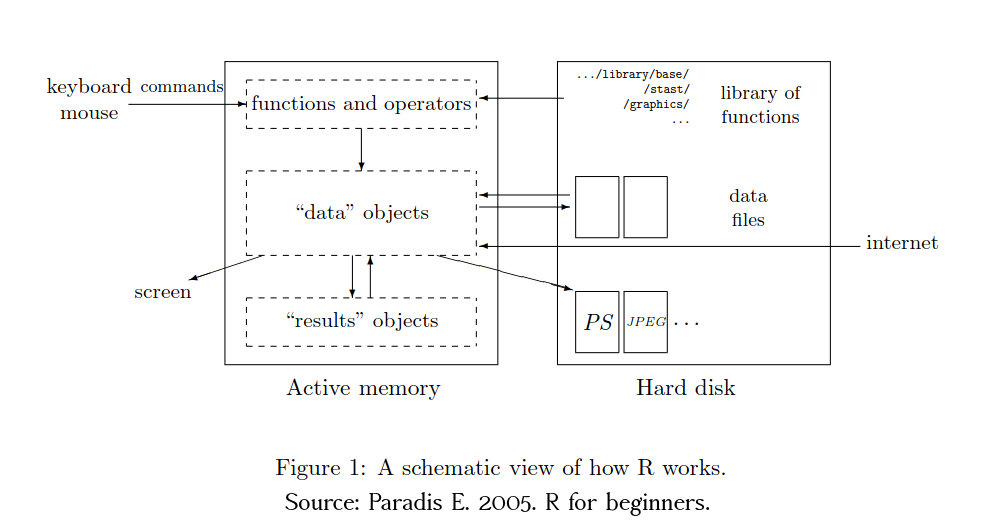 keyboard commands
mouse
functions and operators
.../library/base/
/stast/
/graphics/
...
library of
functions
“data” objects
data
files
internet
screen
“results” objects
PS
JPEG
...
Active memory
Hard disk
Figure 1: A schematic view of how R works.
Source: Paradis E. 2005. R for beginners.